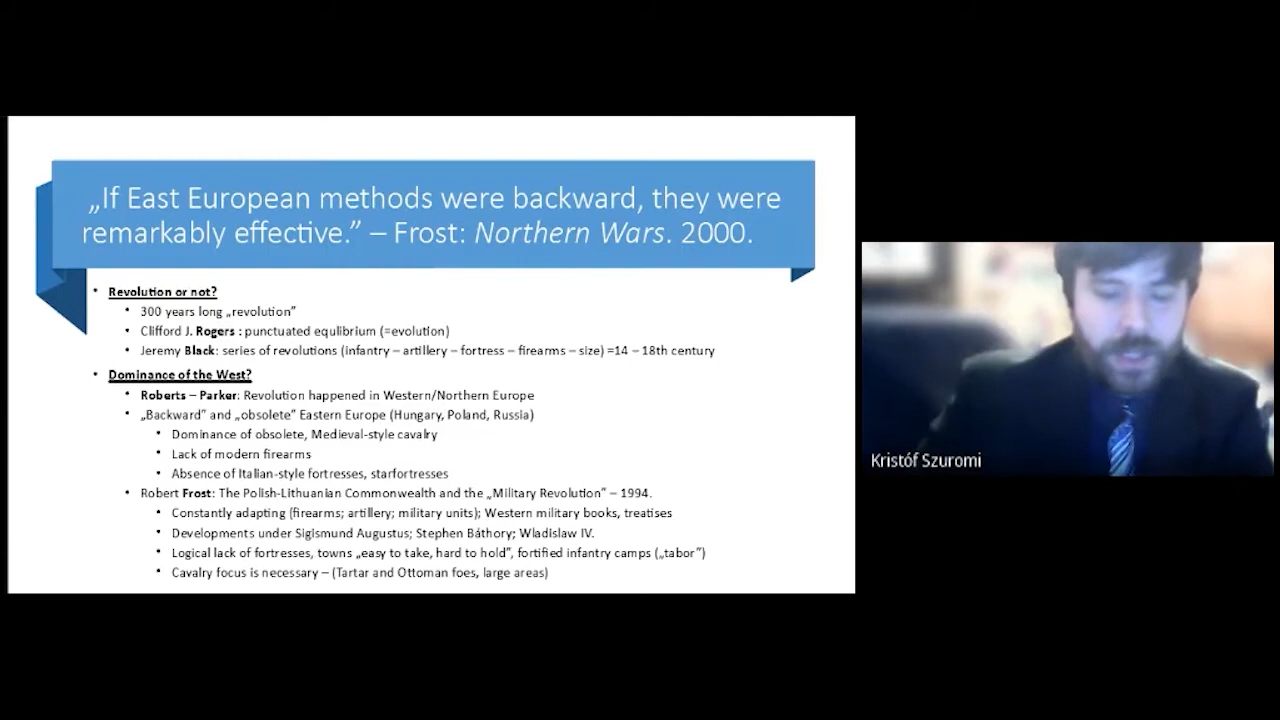 „If East European methods were backward, they were
remarkably effective.” – Frost: Northern Wars. 2000.
• Revolution or not?
• 300 years long „revolution”
• Clifford J. Rogers : punctuated equlibrium (=evolution)
• Jeremy Black: series of revolutions (infantry – artillery – fortress – firearms – size) =14 – 18th century
• Dominance of the West?
• Roberts – Parker: Revolution happened in Western/Northern Europe
• „Backward” and „obsolete” Eastern Europe (Hungary, Poland, Russia)
• Dominance of obsolete, Medieval-style cavalry
• Lack of modern firearms
• Absence of Italian-style fortresses, starfortresses
• Robert Frost: The Polish-Lithuanian Commonwealth and the „Military Revolution” – 1994.
• Constantly adapting (firearms; artillery; military units); Western military books, treatises
• Developments under Sigismund Augustus; Stephen Báthory; Wladislaw IV.
• Logical lack of fortresses, towns „easy to take, hard to hold”, fortified infantry camps („tabor”)
• Cavalry focus is necessary – (Tartar and Ottoman foes, large areas)
Kristóf Szuromi